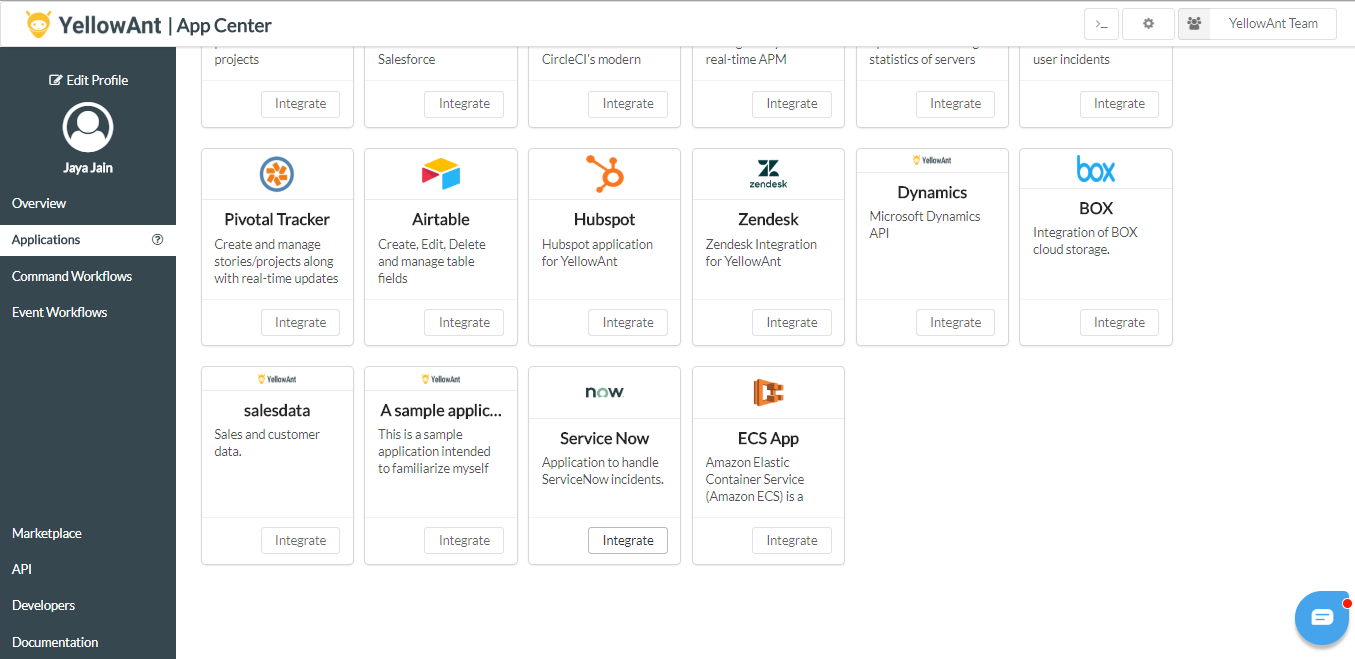 YellowAnt | App Center
>_
YellowAnt Team
Edit Profile
Jaya Jain
Overview
Applications
Command Workflows
Event Workflows
Marketplace
API
Developers
Documentation
projects
Integrate
Salesforce
Integrate
CircleCI's modern
Integrate
real-time APM
Integrate
statistics of servers
Integrate
user incidents
Integrate
Pivotal Tracker
Create and manage
stories/projects along
with real-time updates
Integrate
Airtable
Create, Edit, Delete
and manage table
fields
Integrate
Hubspot
Hubspot application
for YellowAnt
Integrate
zendesk
Zendesk
Zendesk Integration
for YellowAnt
Integrate
YellowAnt
Dynamics
Microsoft Dynamics
API
Integrate
box
BOX
Integration of BOX
cloud storage.
Integrate
YellowAnt
salesdata
Sales and customer
data.
Integrate
YellowAnt
A sample applic...
This is a sample
application intended
to familiarize myself
Integrate
now
Service Now
Application to handle
ServiceNow incidents.
Integrate
ECS App
Amazon Elastic
Container Service
(Amazon ECS) is a
Integrate